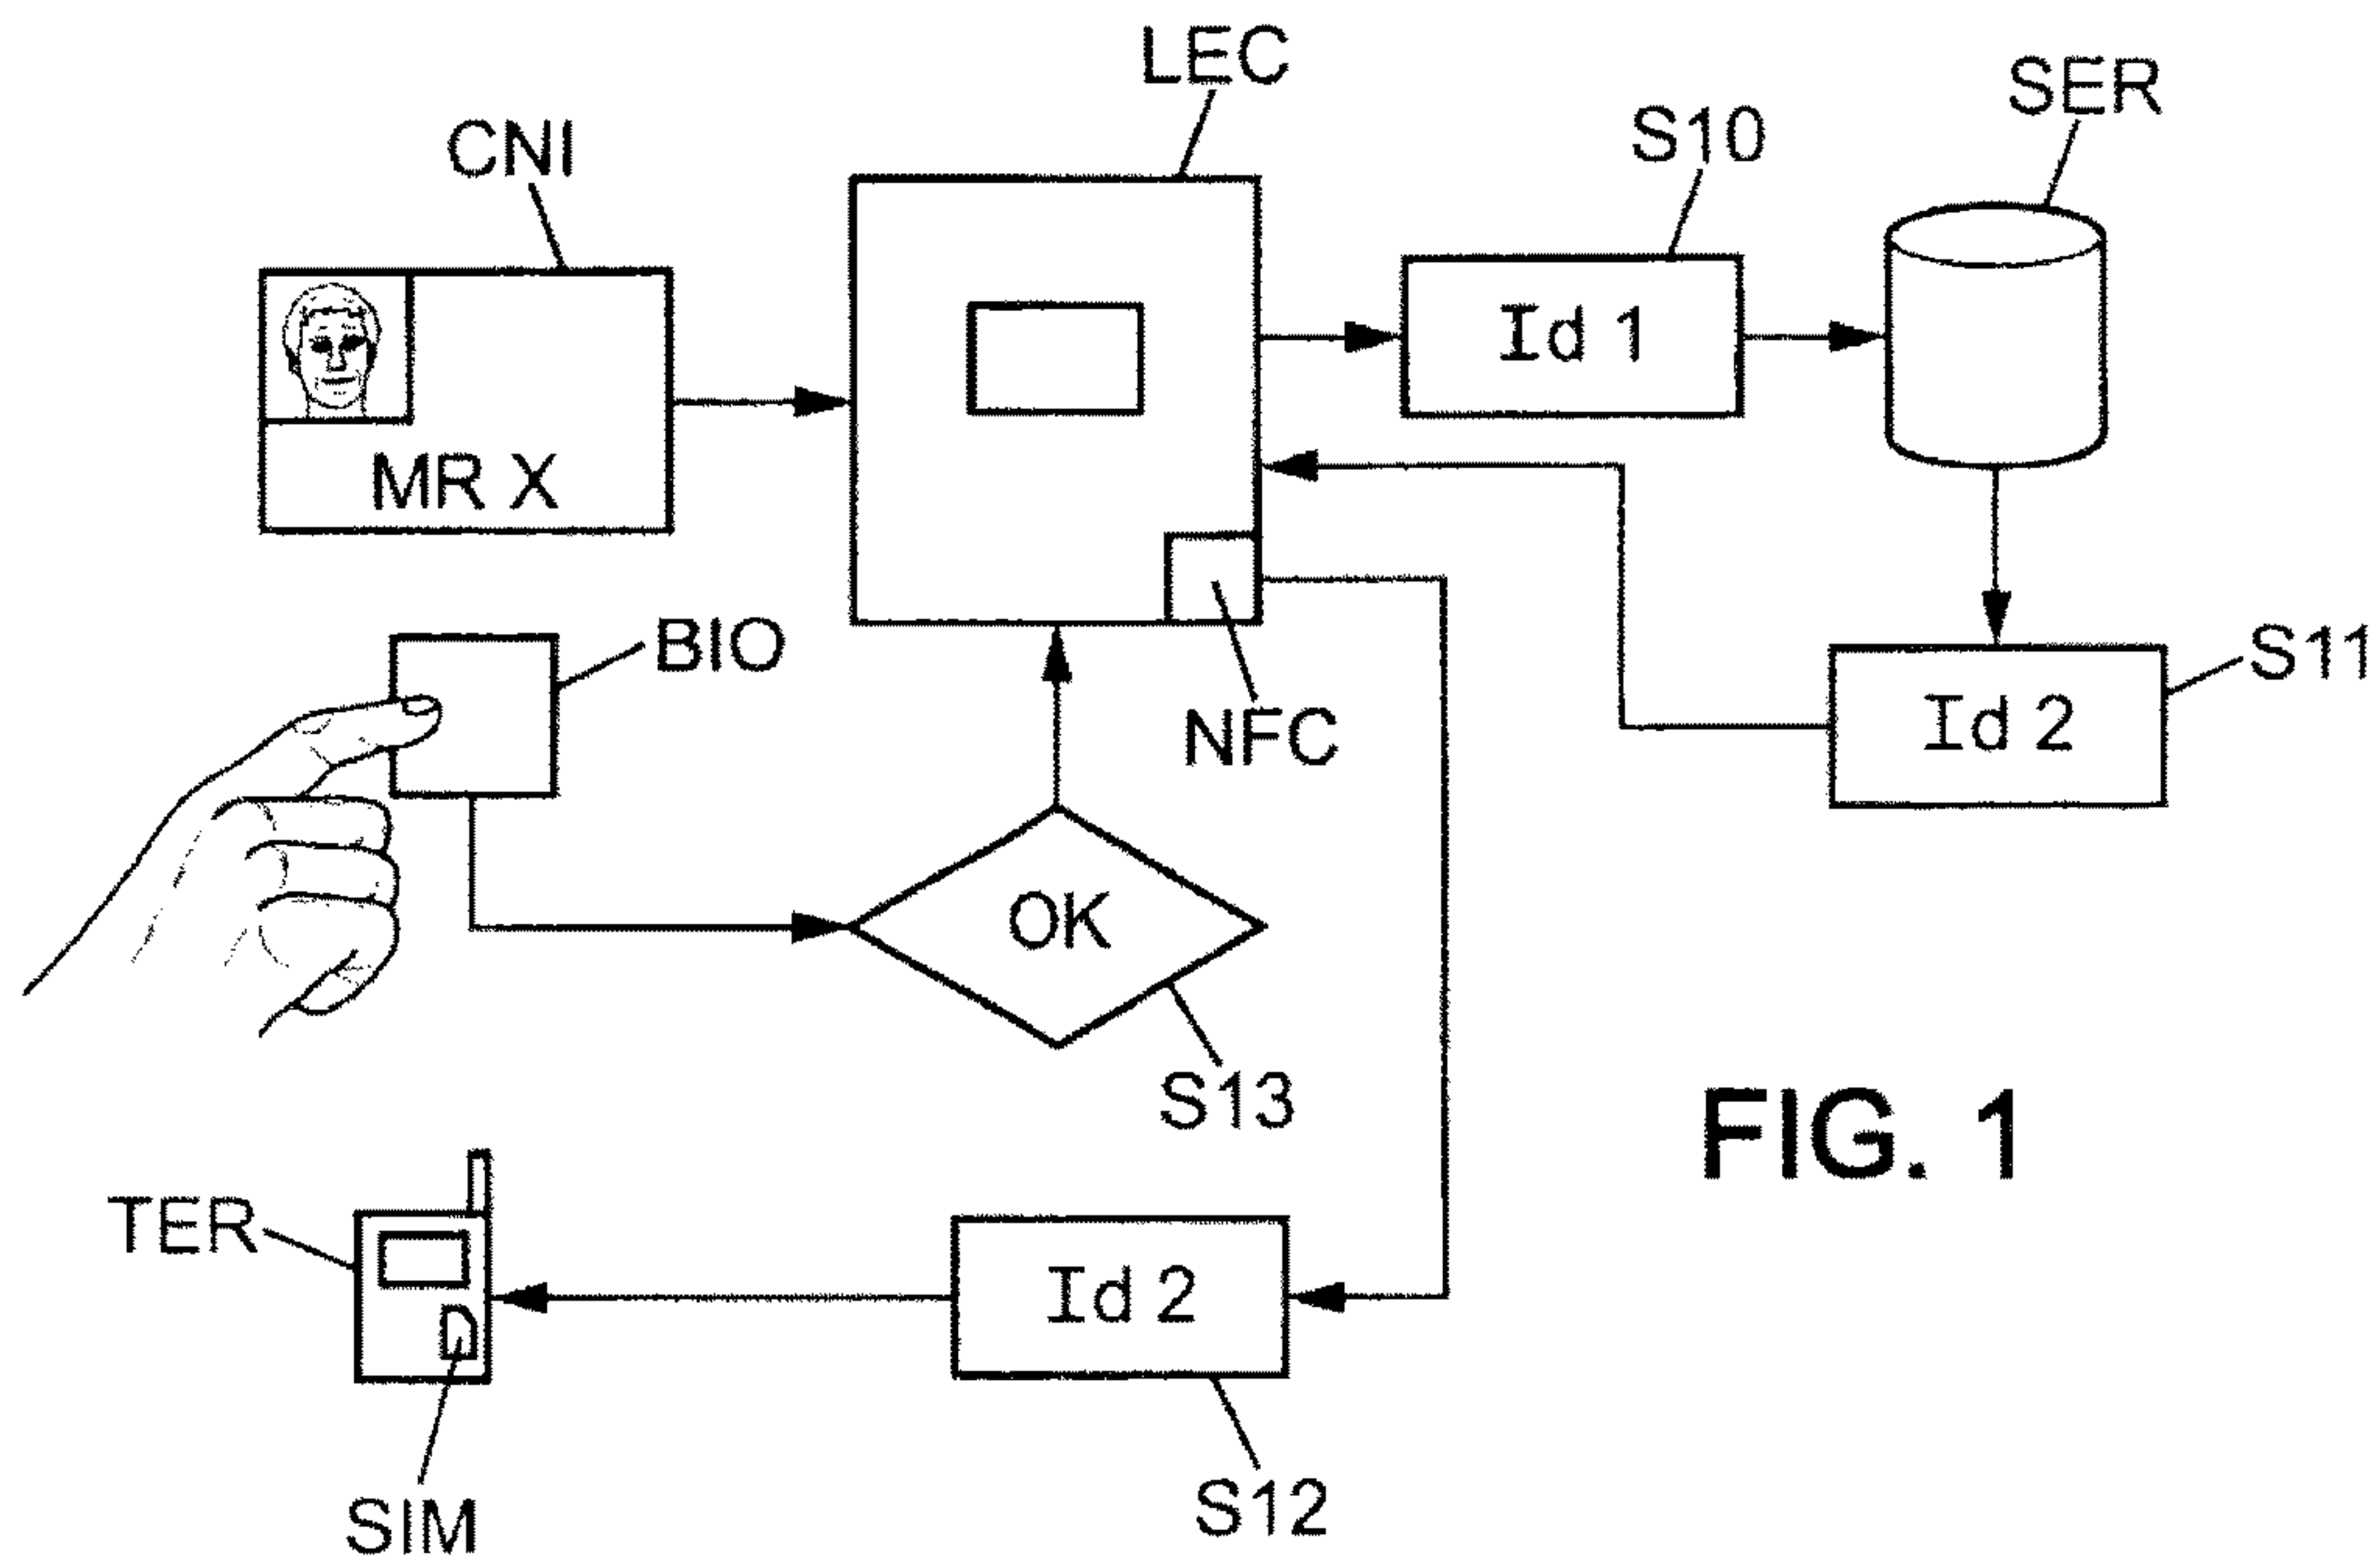 LEC
SER
S10
CNI
Id 1
MR X
BIO
S11
NFC
Id 2
OK
S13
FIG. 1
TER
Id 2
S12
SIM